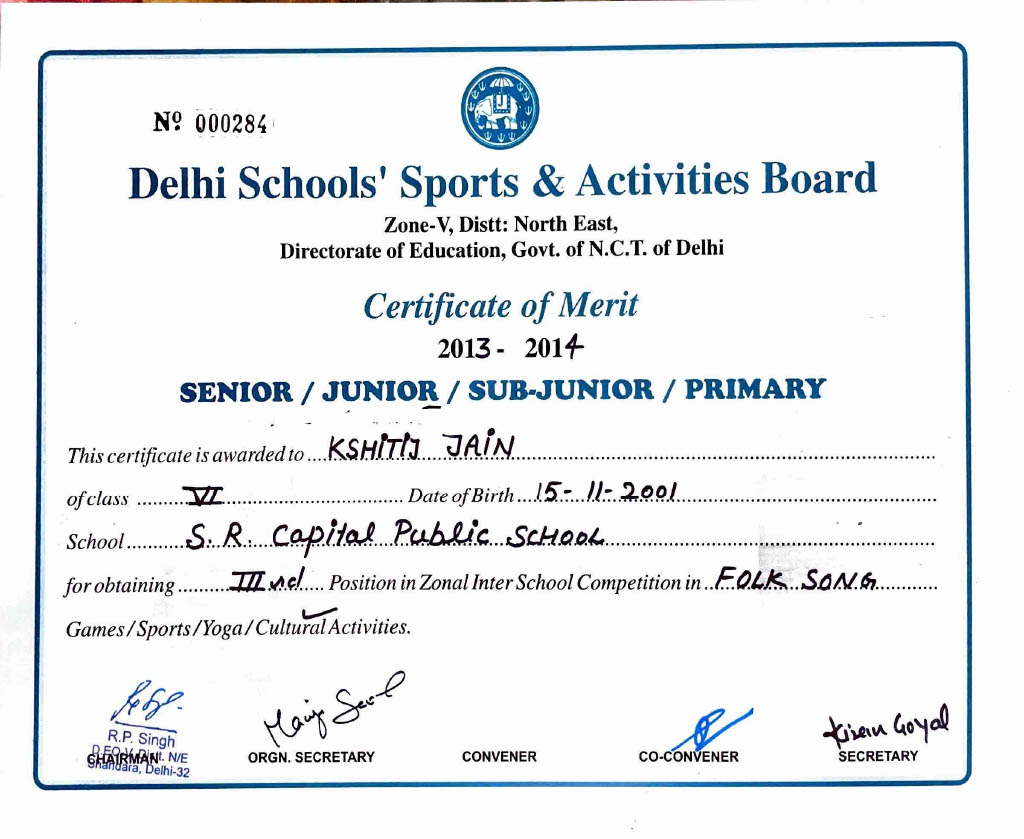 Nº 000284
Delhi Schools' Sports & Activities Board
Zone-V, Distt: North East,
Directorate of Education, Govt. of N.C.T. of Delhi
Certificate of Merit
2013 - 2014
SENIOR / JUNIOR / SUB-JUNIOR / PRIMARY
This certificate is awarded to ... KSHITIJ JAIN
of class ... VI ... Date of Birth ... 15-11-2001
School ... S. R. Capital Public SCHOOL
for obtaining ... IIIrd ... Position in Zonal Inter School Competition in .. FOLK SONG
Games / Sports / Yoga / Cultural Activities.
R.P. Singh
D.E.O. V. Distt. N/E
Shahdara, Delhi-32
CHAIRMAN
ORGN. SECRETARY
CONVENER
CO-CONVENER
Kiran Goyal
SECRETARY